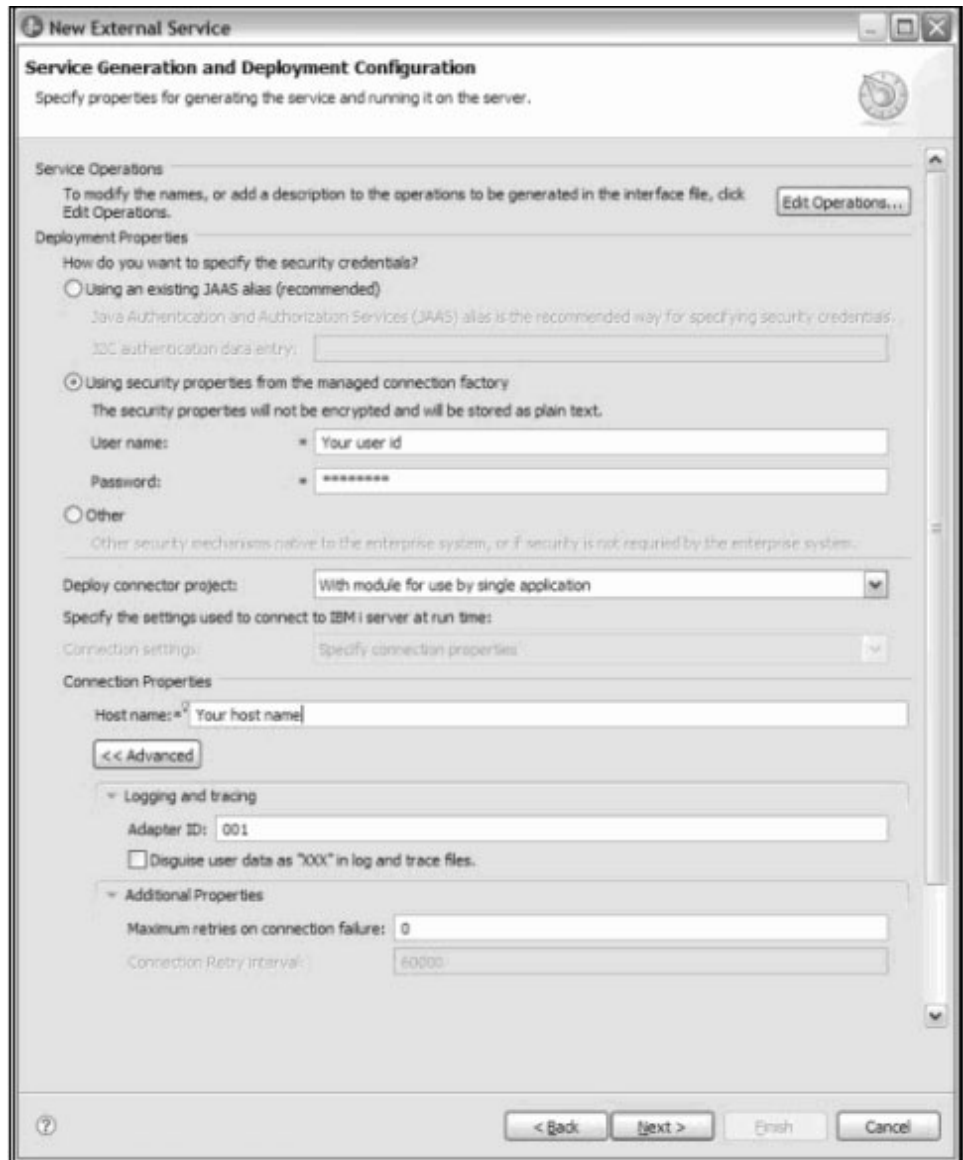 New External Service
Service Generation and Deployment Configuration
Specify properties for generating the service and running it on the server.
Service Operations
To modify the names, or add a description to the operations to be generated in the interface file, click
Edit Operations.
Edit Operations...
Deployment Properties
How do you want to specify the security credentials?
Using an existing JAAS alias (recommended)
Java Authentication and Authorization Services (JAAS) alias is the recommended way for specifying security credentials.
J2C authentication data entry:
Using security properties from the managed connection factory
The security properties will not be encrypted and will be stored as plain text.
User name: * Your user id
Password: * ********
Other
Other security mechanisms native to the enterprise system, or if security is not requried by the enterprise system.
Deploy connector project: With module for use by single application
Specify the settings used to connect to IBM i server at run time:
Connection settings: Specify connection properties
Connection Properties
Host name:* Your host name
<< Advanced
Logging and tracing
Adapter ID: 001
Disguise user data as "XXX" in log and trace files.
Additional Properties
Maximum retries on connection failure: 0
Connection Retry Interval: 60000
? < Back Next > Finish Cancel